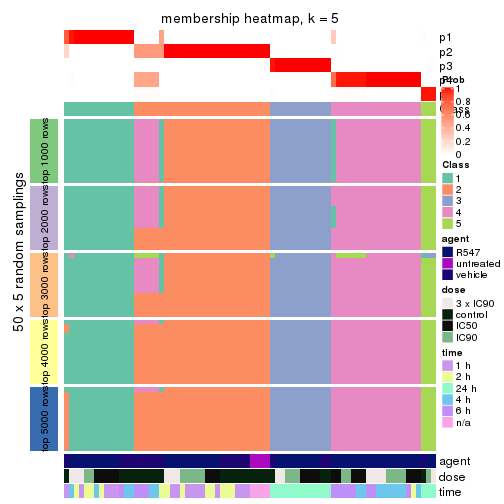 membership heatmap, k = 5
p1
p2
p3
Prob
1
0.8
0.6
0.4
0.2
0
Class
1
2
3
4
5
agent
R547
untreated
vehicle
dose
3 x IC90
control
IC50
IC90
time
1 h
2 h
24 h
4 h
6 h
n/a
50 x 5 random samplings
top 1000 rows
top 2000 rows
top 3000 rows
top 4000 rows
top 5000 rows
agent
dose
time